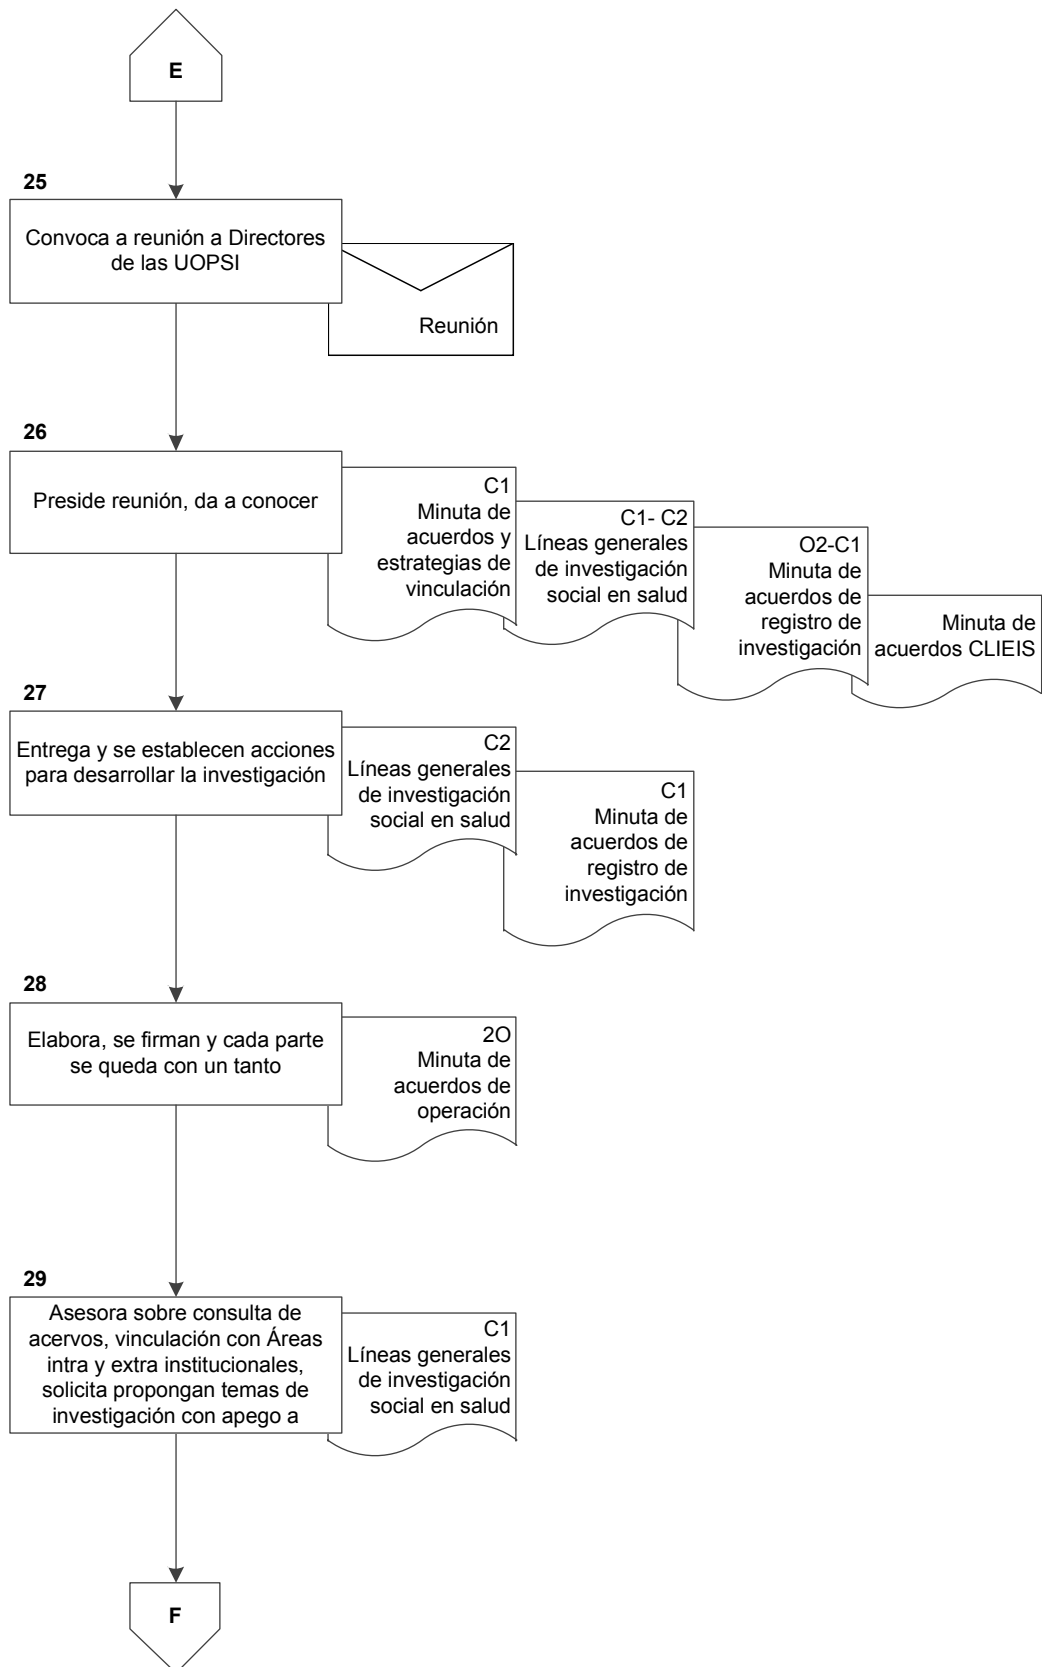 E
25
Convoca a reunión a Directores
de las UOPSI
Reunión
26
Preside reunión, da a conocer
C1
Minuta de
acuerdos y
estrategias de
vinculación
C1- C2
Líneas generales
de investigación
social en salud
O2-C1
Minuta de
acuerdos de
registro de
investigación
Minuta de
acuerdos CLIEIS
27
Entrega y se establecen acciones
para desarrollar la investigación
C2
Líneas generales
de investigación
social en salud
C1
Minuta de
acuerdos de
registro de
investigación
28
Elabora, se firman y cada parte
se queda con un tanto
2O
Minuta de
acuerdos de
operación
29
Asesora sobre consulta de
acervos, vinculación con Áreas
intra y extra institucionales,
solicita propongan temas de
investigación con apego a
C1
Líneas generales
de investigación
social en salud
F